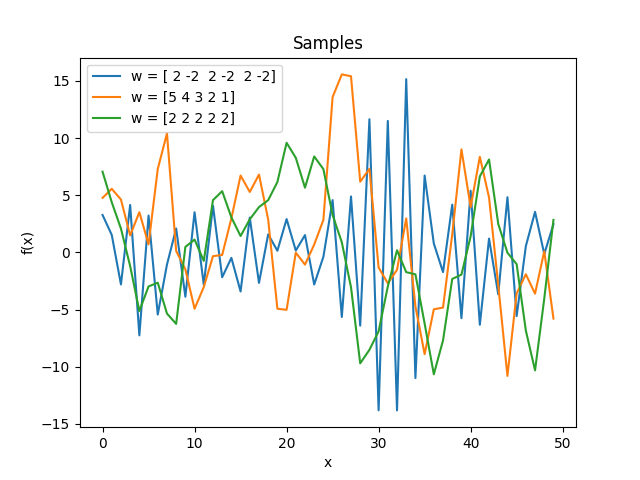 Samples
w = [ 2 -2  2 -2  2 -2]
w = [5 4 3 2 1]
w = [2 2 2 2 2]
15
10
5
0
−5
−10
−15
f(x)
0 10 20 30 40 50
x